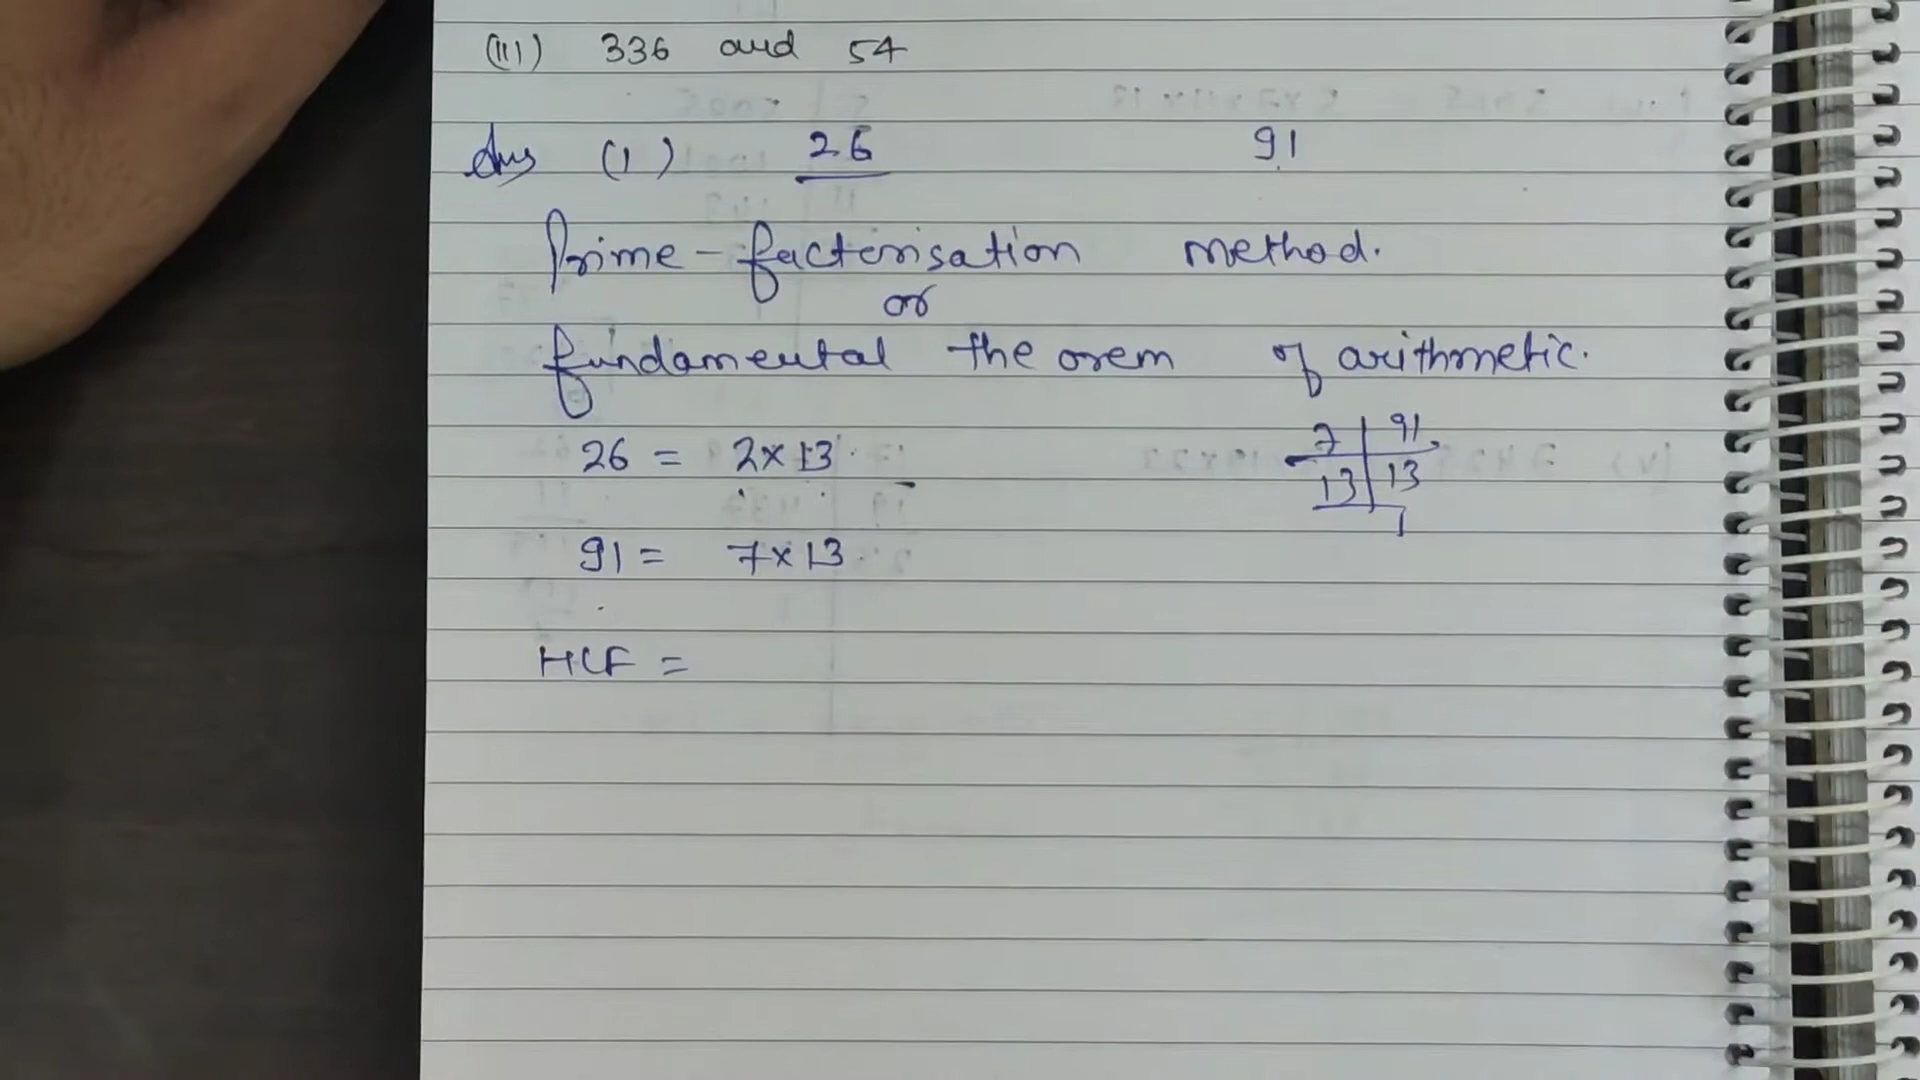 (III) 336 and 54
Ans (I) 26 91
Prime-factorisation method.
or
fundamental theorem of arithmetic.
26 = 2×13
7 | 91
13 | 13
1
91 = 7×13
HCF =